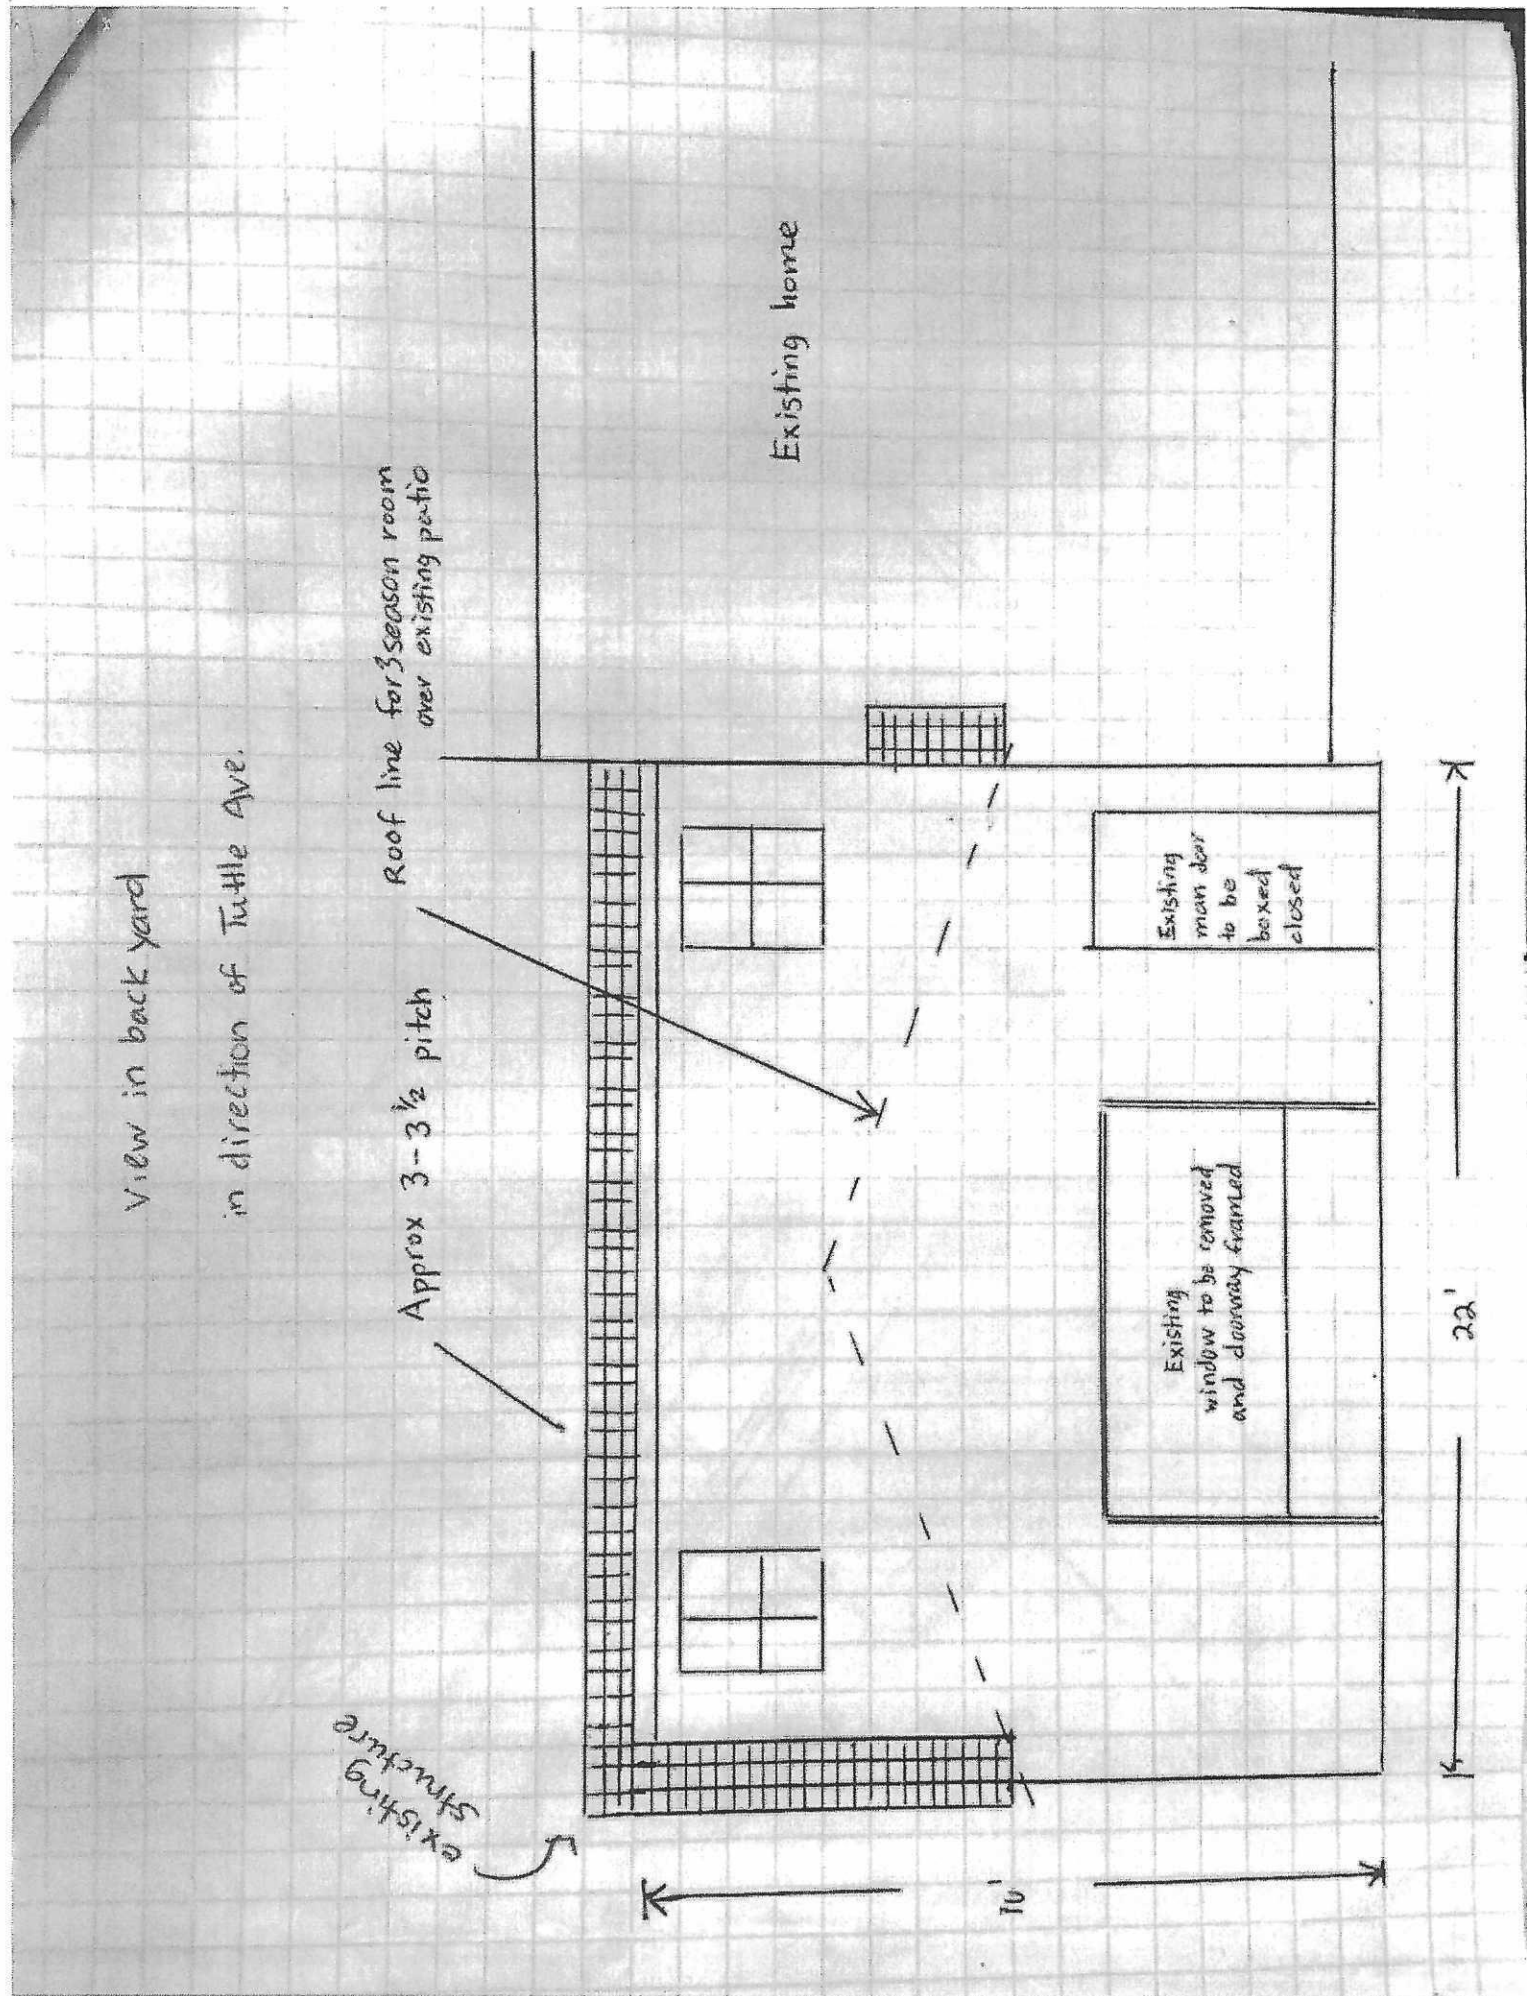 View in back yard
in direction of Tuttle Ave.
Roof line for 3 season room
over existing patio
Approx 3-3½ pitch
existing
structure
Existing home
Existing
window to be removed
and doorway framed
Existing
man door
to be
boxed
closed
16'
22'